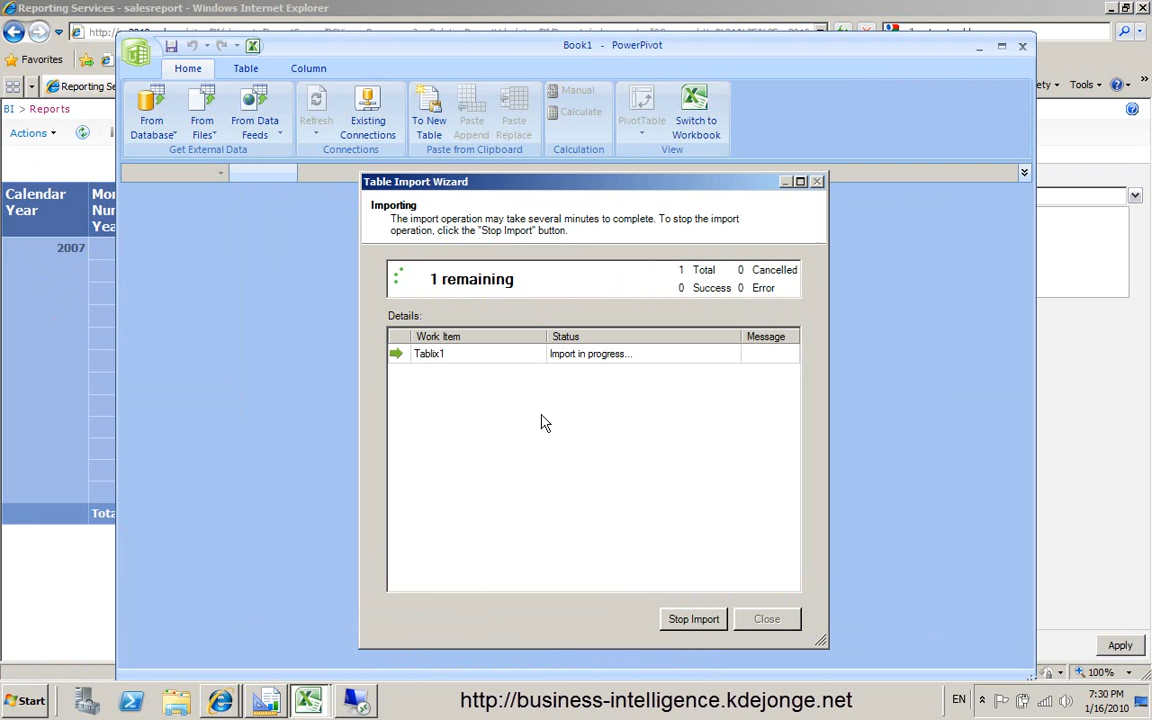 Reporting Services - salesreport - Windows Internet Explorer
Book1 - PowerPivot
Favorites
Reporting Se
Tools
BI > Reports
Actions
Home Table Column
From Database
From Files
From Data Feeds
Get External Data
Refresh
Existing Connections
Connections
To New Table
Paste Append
Paste Replace
Paste from Clipboard
Manual
Calculate
Calculation
PivotTable
Switch to Workbook
View
Calendar Year
2007
Tota
Table Import Wizard
Importing
The import operation may take several minutes to complete. To stop the import
operation, click the "Stop Import" button.
1 remaining
1 Total 0 Cancelled
0 Success 0 Error
Details:
Work Item Status Message
Tablix1 Import in progress...
Stop Import Close
Apply
100%
Start
http://business-intelligence.kdejonge.net
EN
7:30 PM
1/16/2010